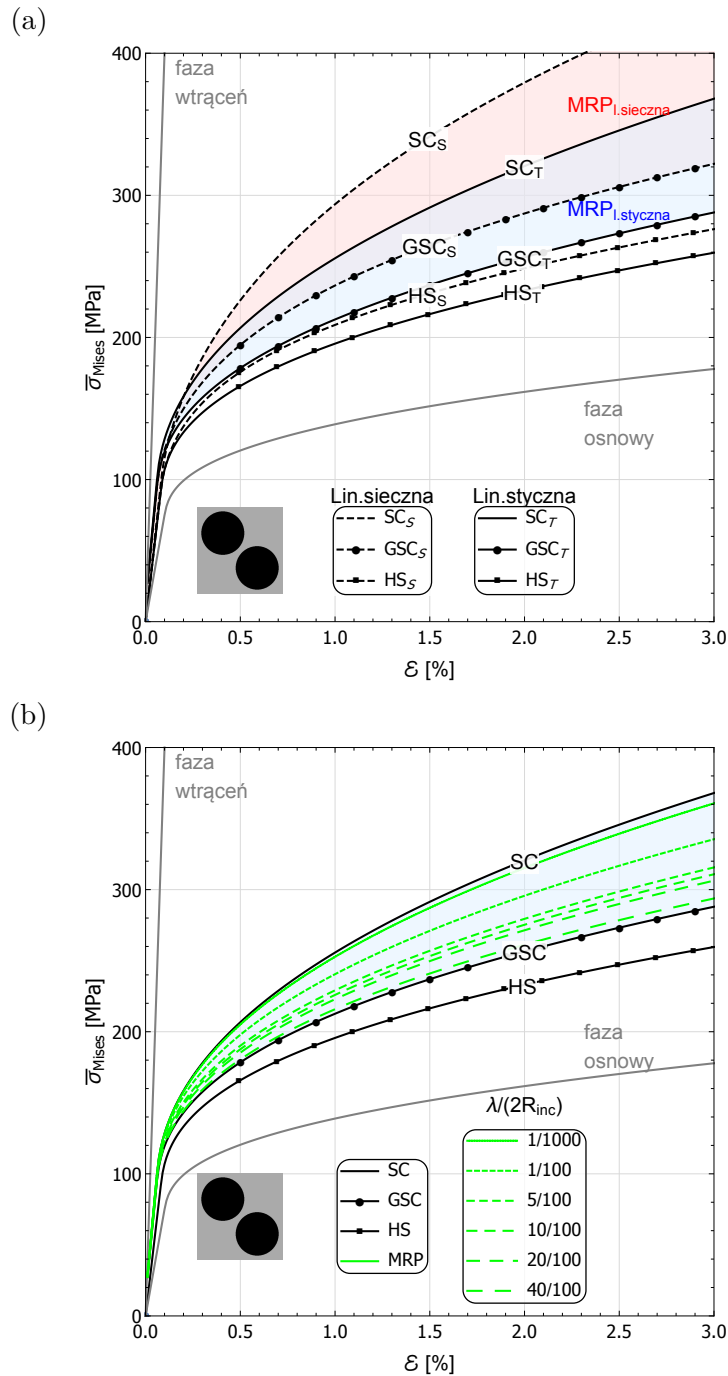 (a)
400
300
200
100
0
0.0 0.5 1.0 1.5 2.0 2.5 3.0
σ̅Mises [MPa]
ℰ [%]
faza
wtrąceń
SCS
SCT
GSCS
GSCT
HSS
HST
MRPl.sieczna
MRPl.styczna
faza
osnowy
Lin.sieczna Lin.styczna
SCS SCT
GSCS GSCT
HSS HST
(b)
400
300
200
100
0
0.0 0.5 1.0 1.5 2.0 2.5 3.0
σ̅Mises [MPa]
ℰ [%]
faza
wtrąceń
SC
GSC
HS
faza
osnowy
SC
GSC
HS
MRP
λ/(2Rinc)
1/1000
1/100
5/100
10/100
20/100
40/100